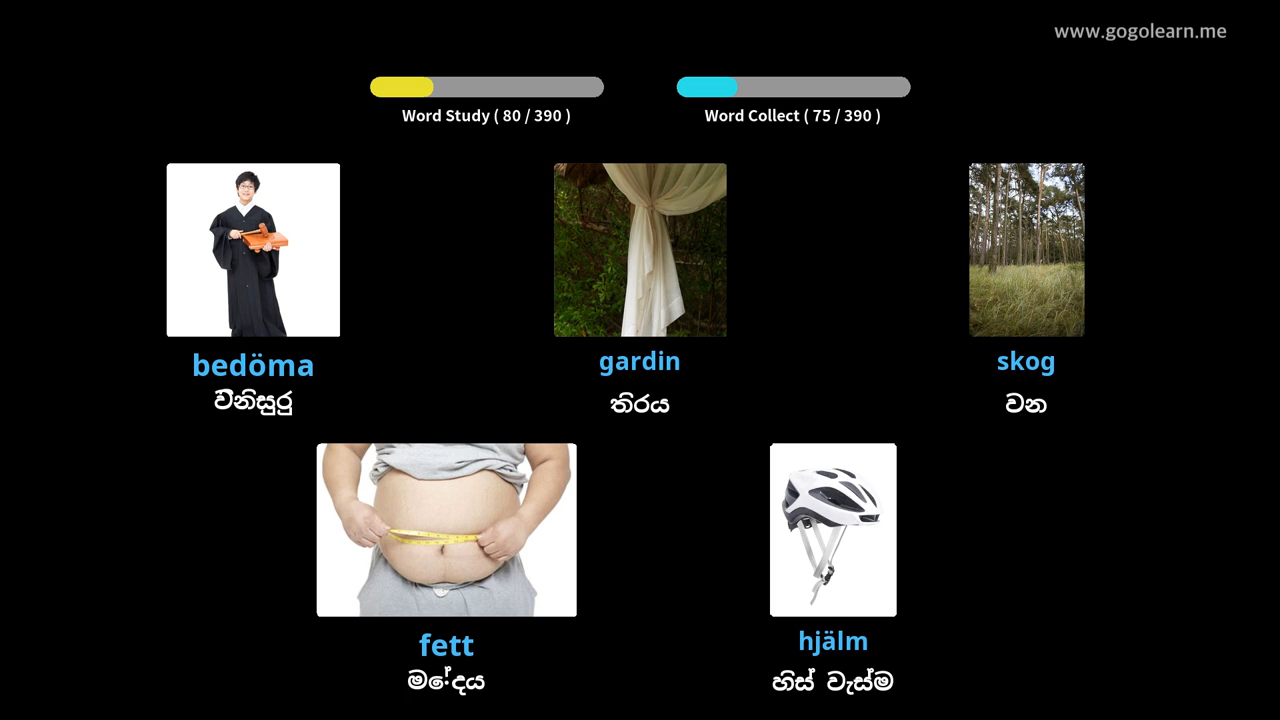 www.gogolearn.me
Word Study ( 80 / 390 )
Word Collect ( 75 / 390 )
bedöma
විනිසුරු
gardin
තිරය
skog
වන
fett
මේදය
hjälm
හිස් වැස්ම